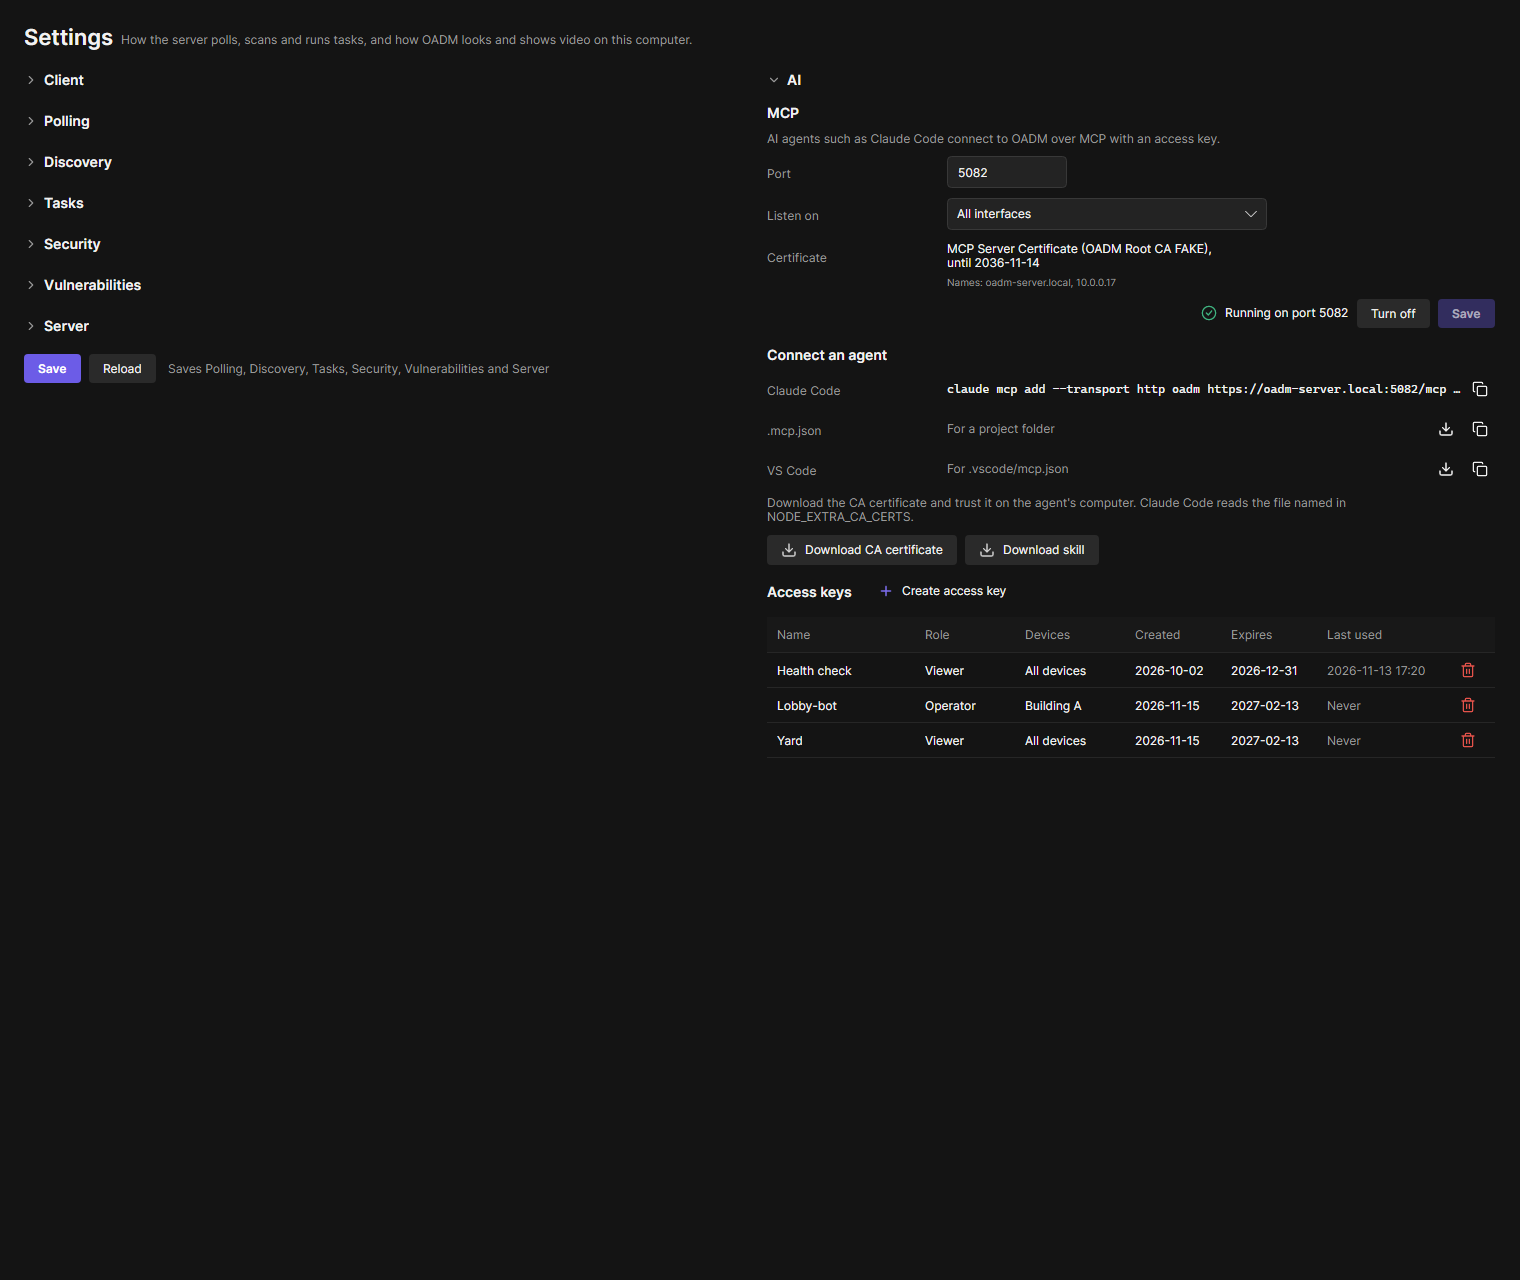 Settings How the server polls, scans and runs tasks, and how OADM looks and shows video on this computer.
Client
Polling
Discovery
Tasks
Security
Vulnerabilities
Server
Save Reload Saves Polling, Discovery, Tasks, Security, Vulnerabilities and Server
AI
MCP
AI agents such as Claude Code connect to OADM over MCP with an access key.
Port 5082
Listen on All interfaces
Certificate MCP Server Certificate (OADM Root CA FAKE),
until 2036-11-14
Names: oadm-server.local, 10.0.0.17
Running on port 5082 Turn off Save
Connect an agent
Claude Code claude mcp add --transport http oadm https://oadm-server.local:5082/mcp …
.mcp.json For a project folder
VS Code For .vscode/mcp.json
Download the CA certificate and trust it on the agent's computer. Claude Code reads the file named in
NODE_EXTRA_CA_CERTS.
Download CA certificate Download skill
Access keys Create access key
Name Role Devices Created Expires Last used
Health check Viewer All devices 2026-10-02 2026-12-31 2026-11-13 17:20
Lobby-bot Operator Building A 2026-11-15 2027-02-13 Never
Yard Viewer All devices 2026-11-15 2027-02-13 Never